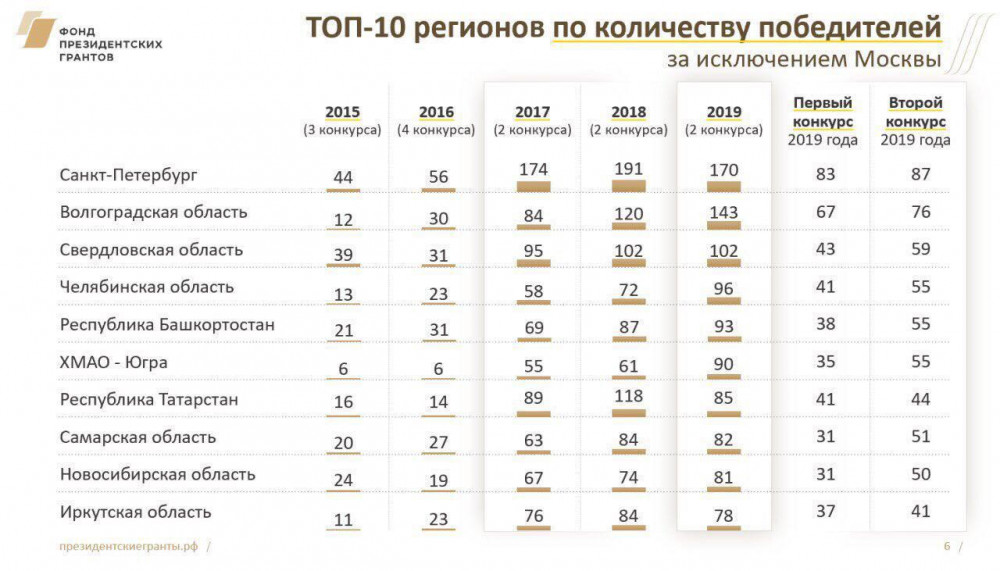 ФОНД
ПРЕЗИДЕНТСКИХ
ГРАНТОВ
ТОП-10 регионов по количеству победителей
за исключением Москвы
2015 2016 2017 2018 2019 Первый конкурс Второй конкурс
(3 конкурса) (4 конкурса) (2 конкурса) (2 конкурса) (2 конкурса) 2019 года 2019 года
Санкт-Петербург 44 56 174 191 170 83 87
Волгоградская область 12 30 84 120 143 67 76
Свердловская область 39 31 95 102 102 43 59
Челябинская область 13 23 58 72 96 41 55
Республика Башкортостан 21 31 69 87 93 38 55
ХМАО - Югра 6 6 55 61 90 35 55
Республика Татарстан 16 14 89 118 85 41 44
Самарская область 20 27 63 84 82 31 51
Новосибирская область 24 19 67 74 81 31 50
Иркутская область 11 23 76 84 78 37 41
президентскиегранты.рф / 6 /